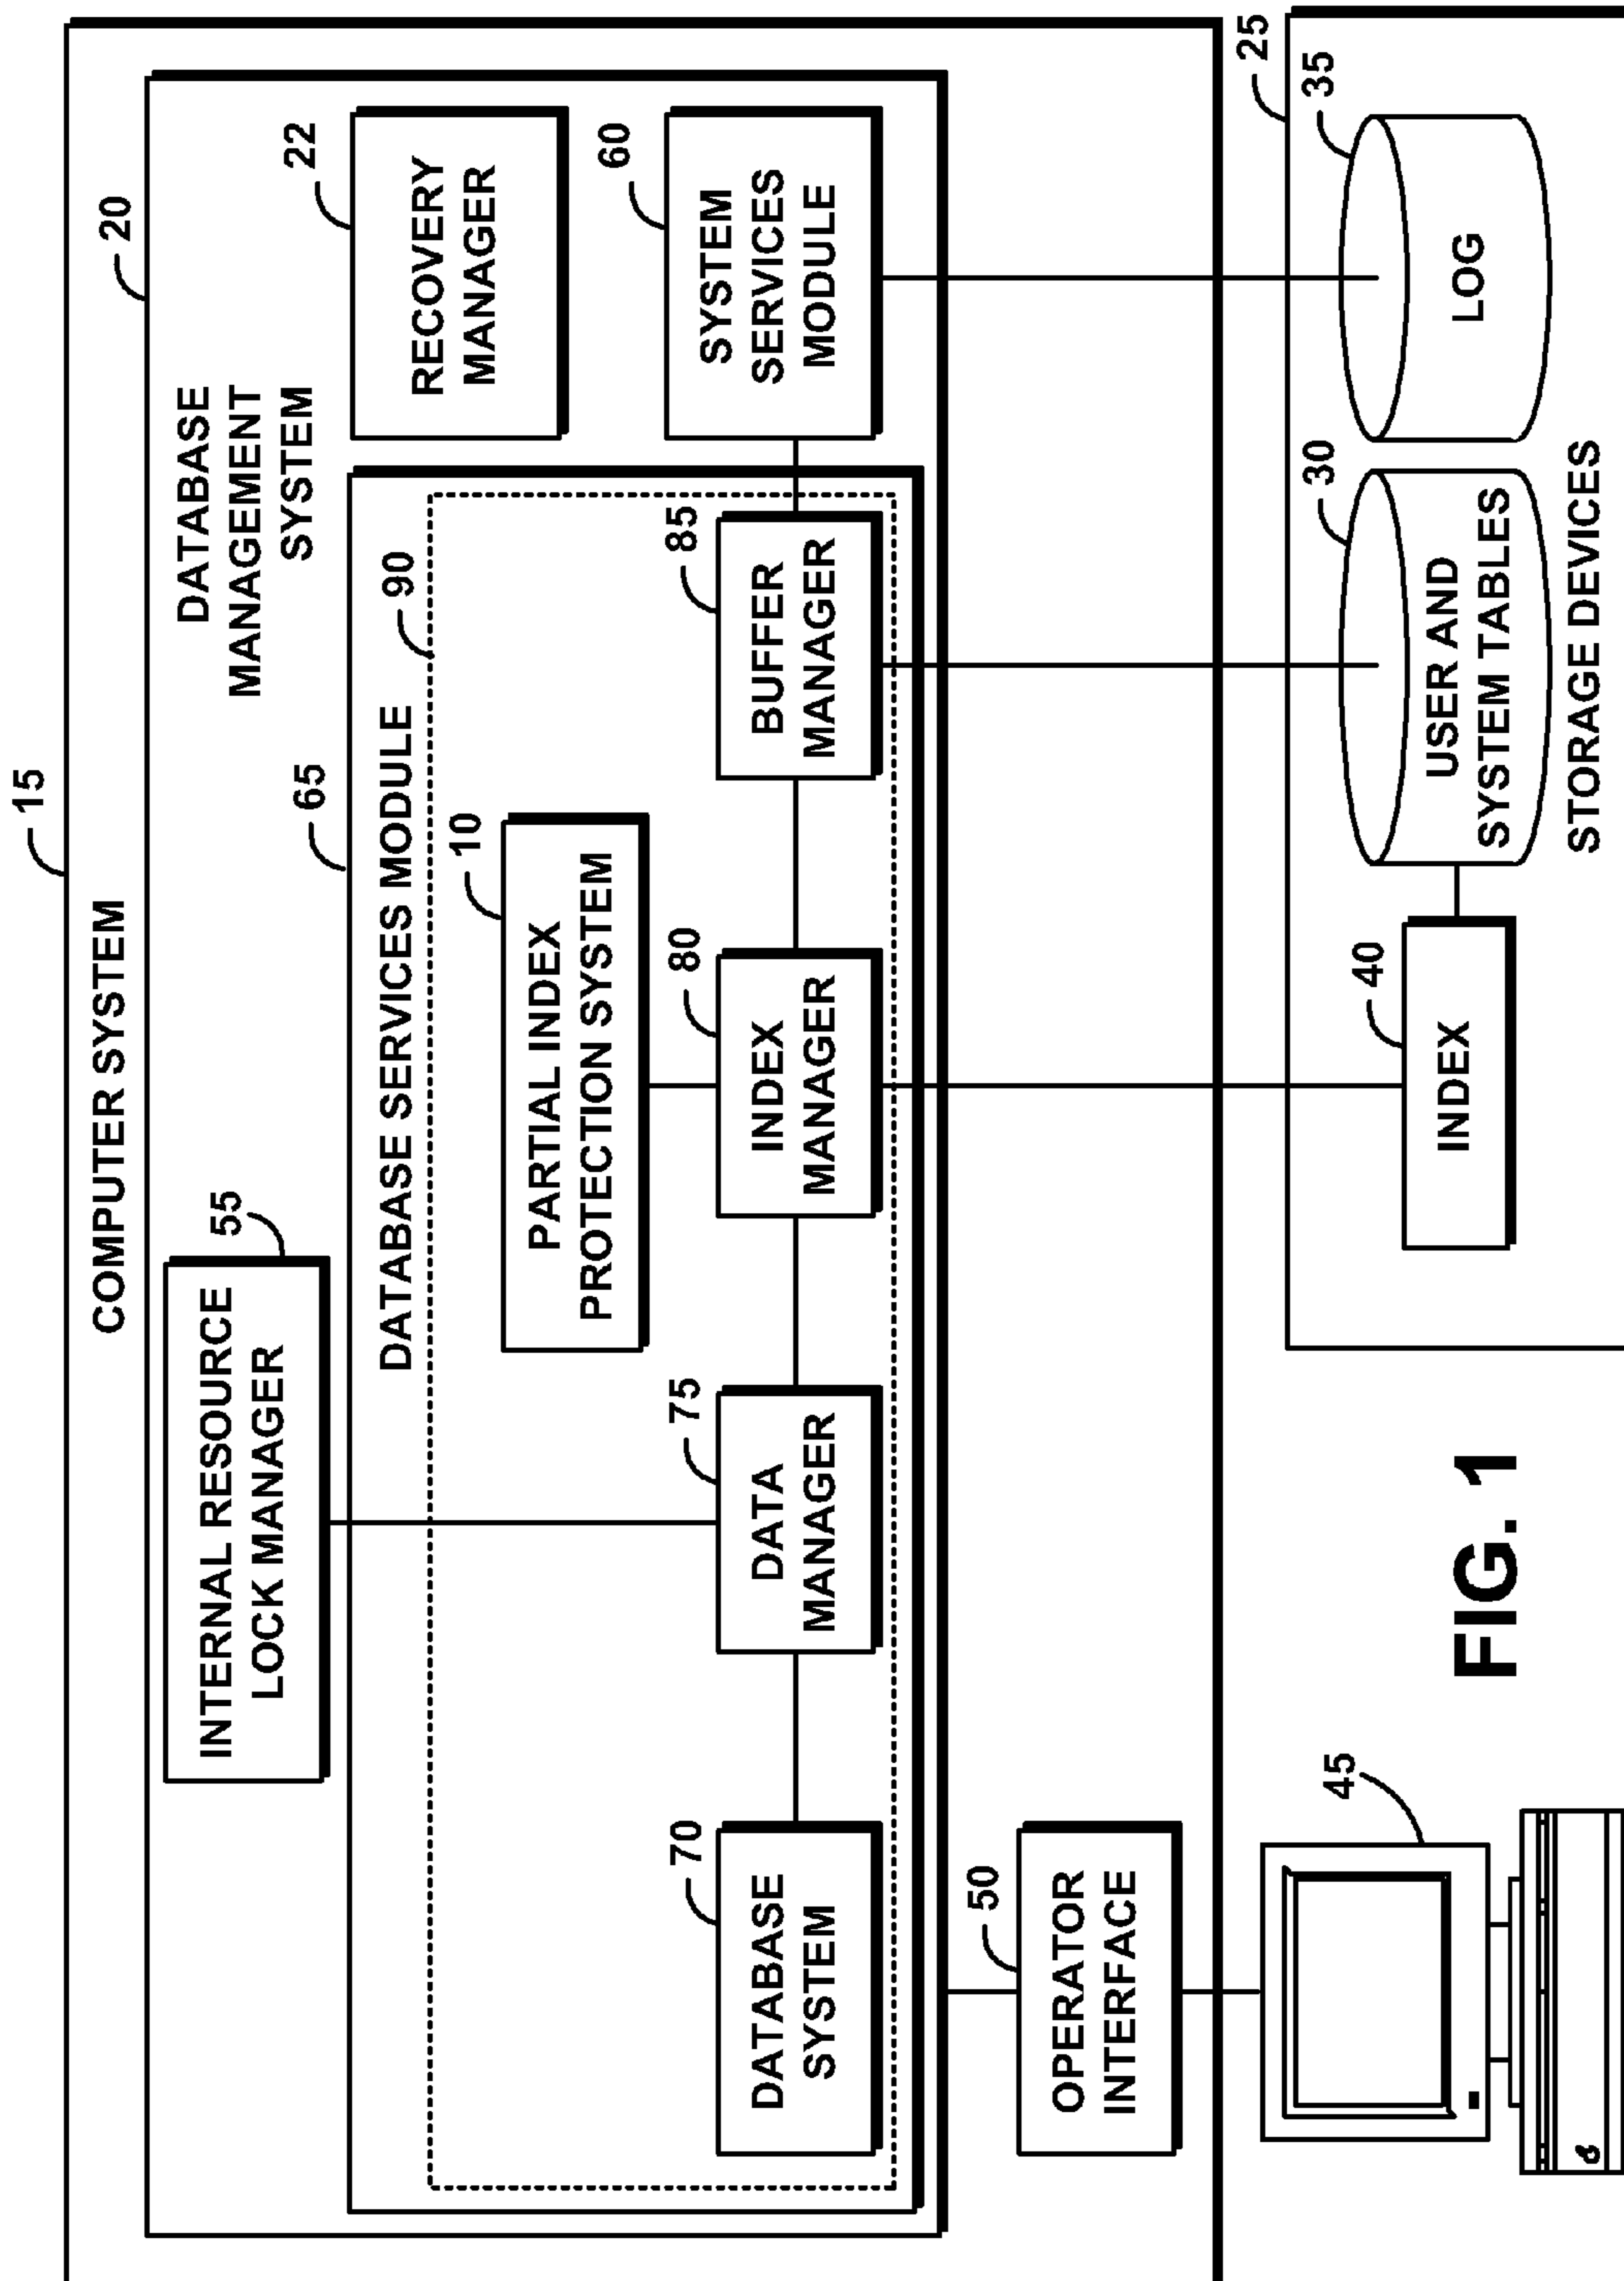 15
COMPUTER SYSTEM
20
DATABASE
MANAGEMENT
SYSTEM
INTERNAL RESOURCE
LOCK MANAGER
55
22
RECOVERY
MANAGER
65
DATABASE SERVICES MODULE
90
10
PARTIAL INDEX
PROTECTION SYSTEM
70
DATABASE
SYSTEM
75
DATA
MANAGER
80
INDEX
MANAGER
85
BUFFER
MANAGER
60
SYSTEM
SERVICES
MODULE
50
OPERATOR
INTERFACE
45
25
40
INDEX
30
USER AND
SYSTEM TABLES
35
LOG
STORAGE DEVICES
FIG. 1